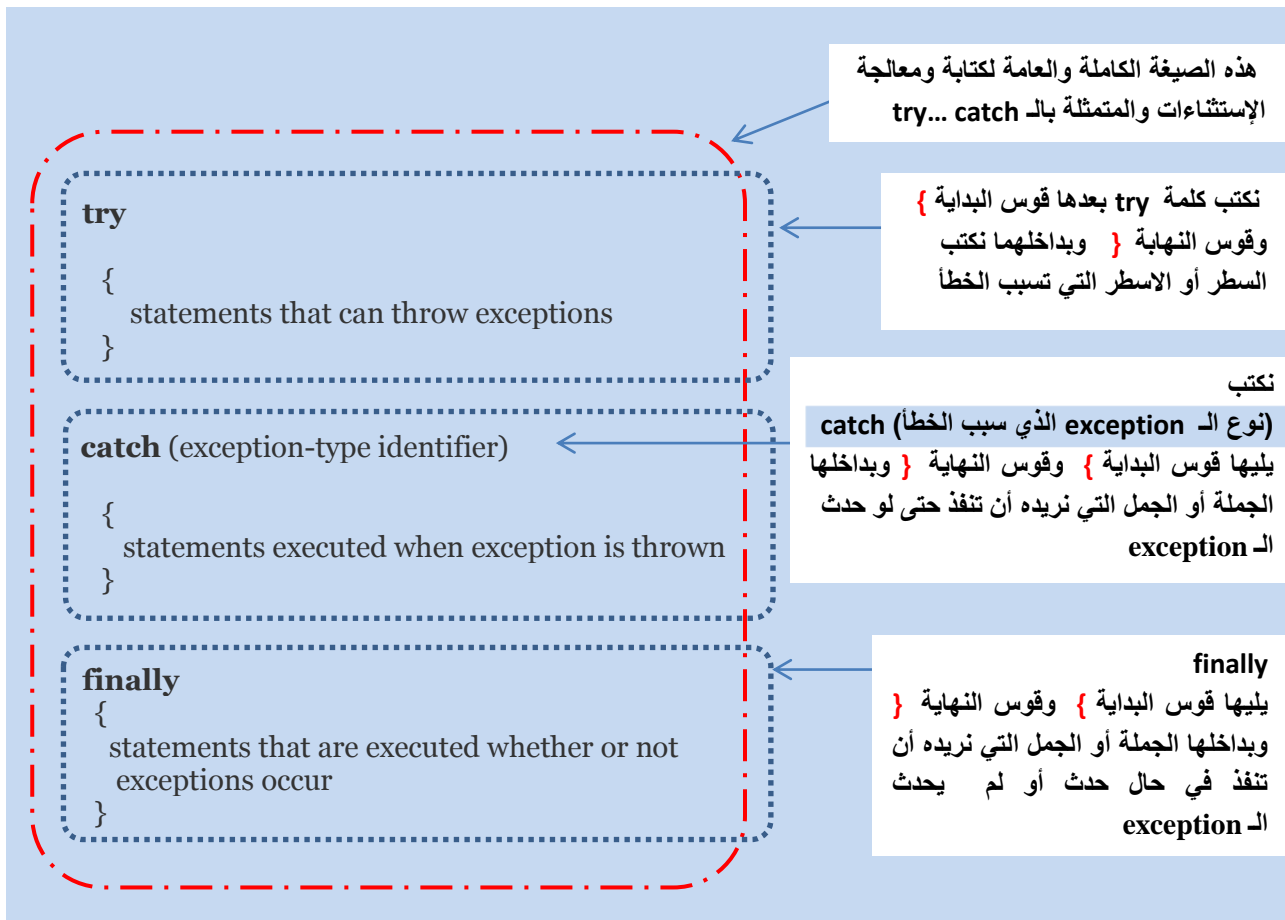 هذه الصيغة الكاملة والعامة لكتابة ومعالجة
الإستثناءات والمتمثلة بالـ try... catch
try
{
statements that can throw exceptions
}
نكتب كلمة try بعدها قوس البداية {
وقوس النهابة } وبداخلهما نكتب
السطر أو الاسطر التي تسبب الخطأ
catch (exception-type identifier)
{
statements executed when exception is thrown
}
نكتب
catch (نوع الـ exception الذي سبب الخطأ)
يليها قوس البداية { وقوس النهاية } وبداخلها
الجملة أو الجمل التي نريده أن تنفذ حتى لو حدث
الـ exception
finally
{
statements that are executed whether or not
exceptions occur
}
finally
يليها قوس البداية { وقوس النهاية }
وبداخلها الجملة أو الجمل التي نريده أن
تنفذ في حال حدث أو لم يحدث
الـ exception